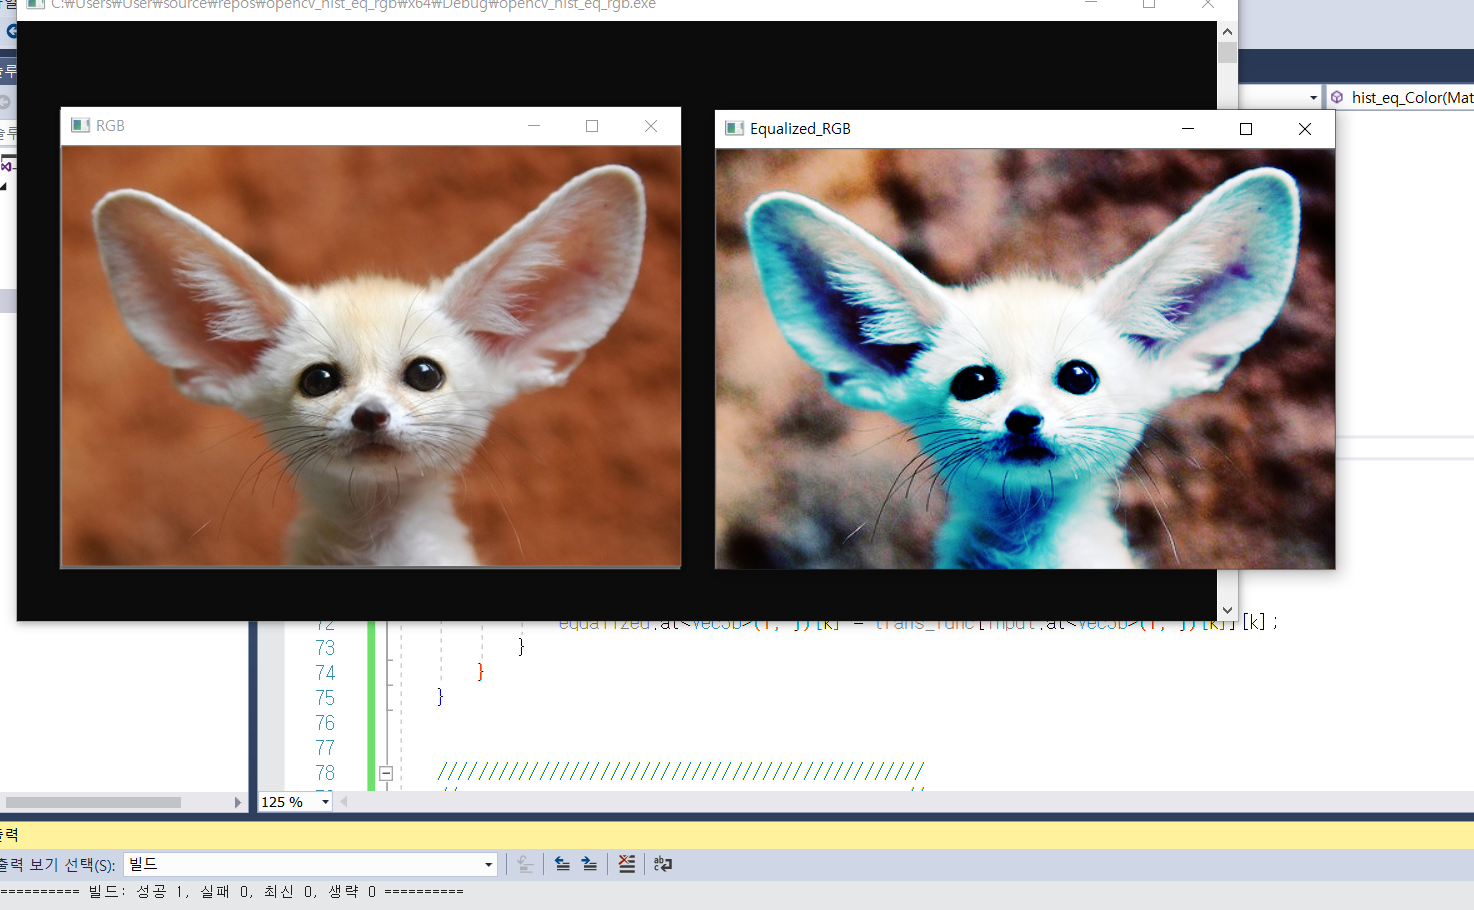 C:₩Users₩User₩source₩repos₩opencv_hist_eq_rgb₩x64₩Debug₩opencv_hist_eq_rgb.exe
hist_eq_Color(Mat
RGB
Equalized_RGB
72 equalized.at<Vec3b>(i, j)[k] = trans_func[input.at<Vec3b>(i, j)[k]][k];
73 }
74 }
75 }
76
77
78 ////////////////////////////////////////////////
125 %
출력
출력 보기 선택(S): 빌드
========== 빌드: 성공 1, 실패 0, 최신 0, 생략 0 ==========